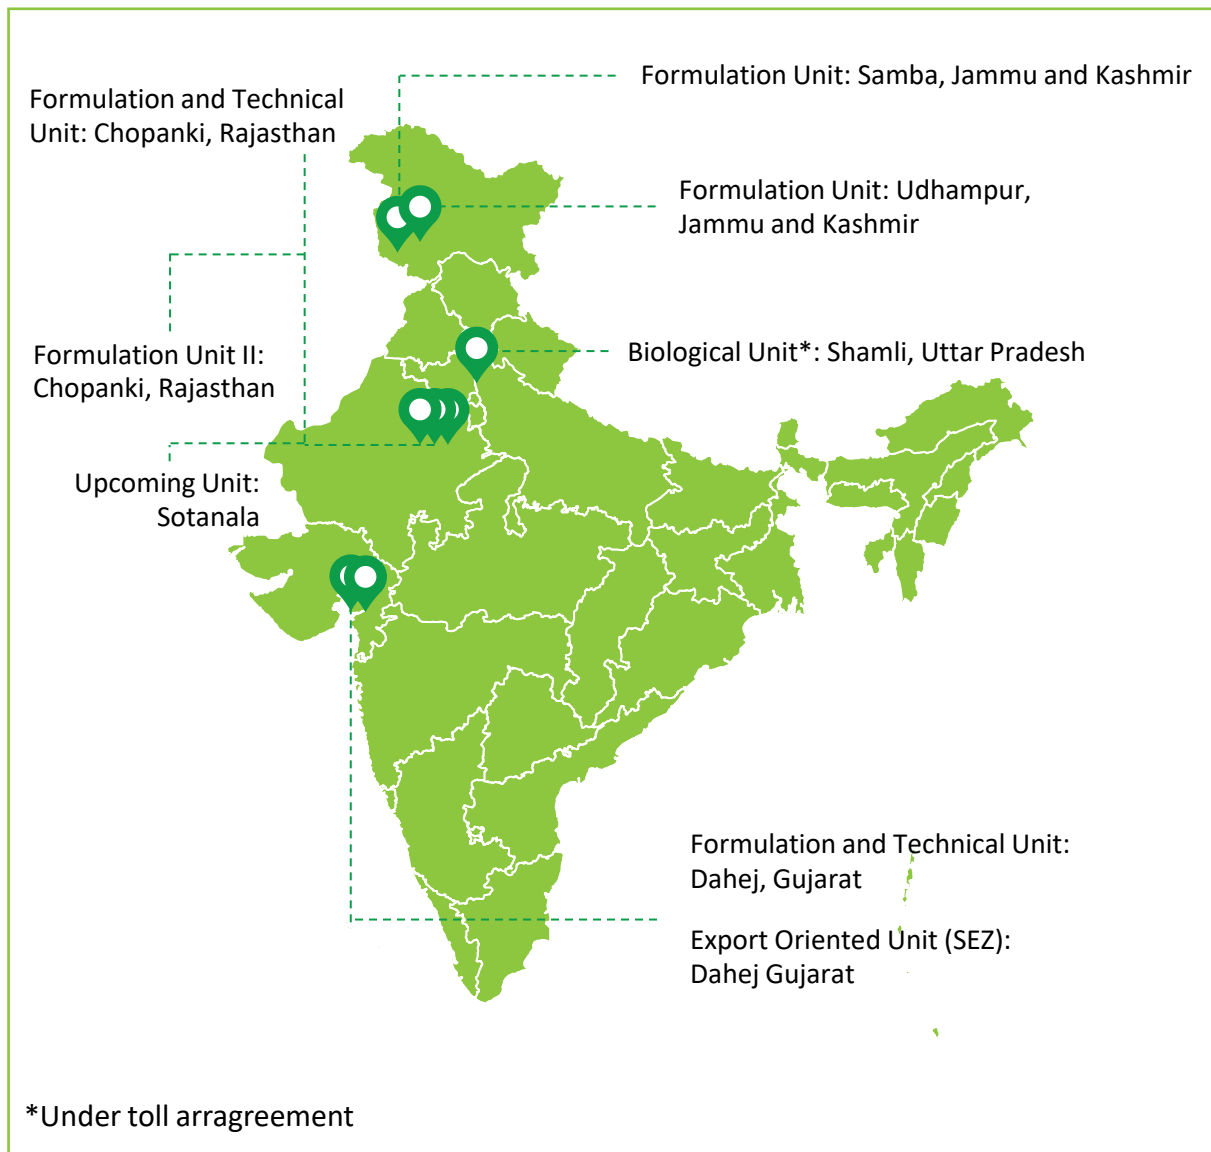 Formulation Unit: Samba, Jammu and Kashmir
Formulation and Technical
Unit: Chopanki, Rajasthan
Formulation Unit: Udhampur,
Jammu and Kashmir
Formulation Unit II:
Chopanki, Rajasthan
Biological Unit*: Shamli, Uttar Pradesh
Upcoming Unit:
Sotanala
Formulation and Technical Unit:
Dahej, Gujarat
Export Oriented Unit (SEZ):
Dahej Gujarat
*Under toll arragreement